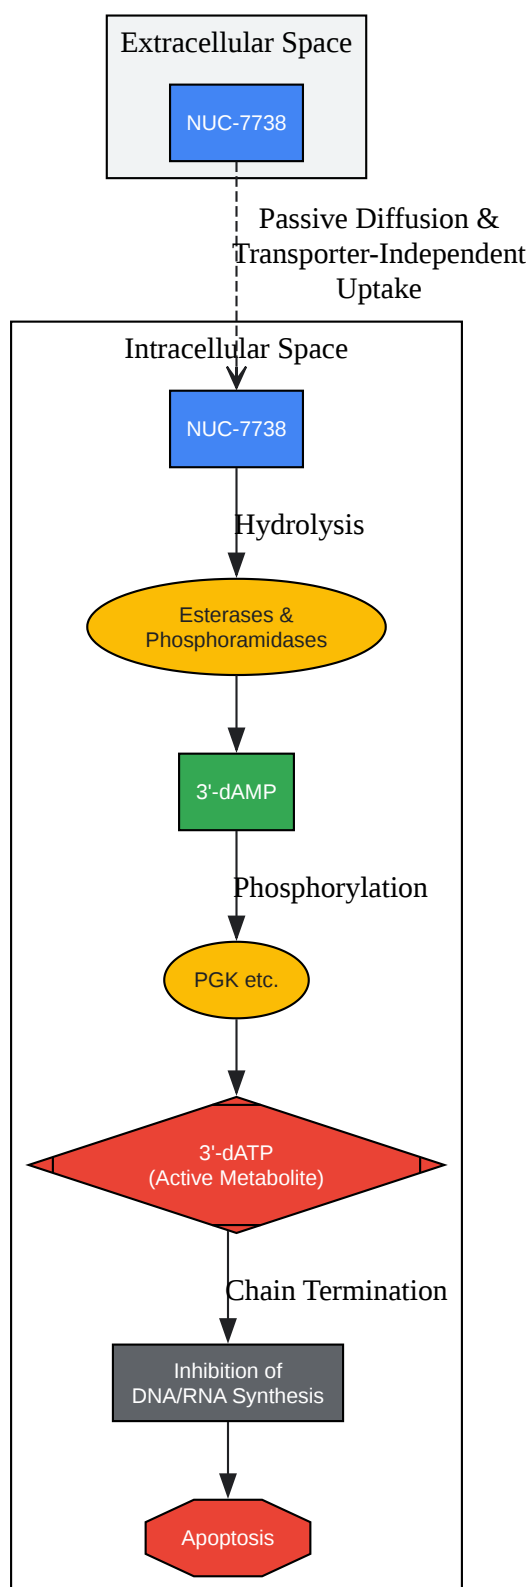 Extracellular Space
NUC-7738
Passive Diffusion &
Transporter-Independent
Uptake
Intracellular Space
NUC-7738
Hydrolysis
Esterases &
Phosphoramidases
3'-dAMP
Phosphorylation
PGK etc.
3'-dATP
(Active Metabolite)
Chain Termination
Inhibition of
DNA/RNA Synthesis
Apoptosis